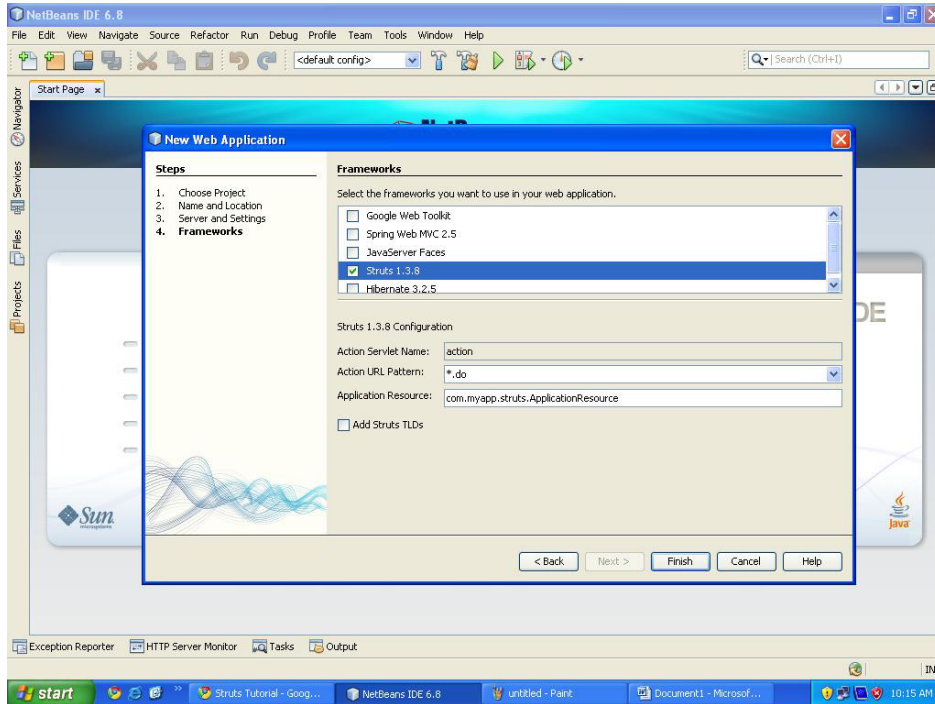 NetBeans IDE 6.8
File Edit View Navigate Source Refactor Run Debug Profile Team Tools Window Help
<default config>
Search (Ctrl+I)
Start Page x
Navigator
Services
Files
Projects
New Web Application
Steps
1. Choose Project
2. Name and Location
3. Server and Settings
4. Frameworks
Frameworks
Select the frameworks you want to use in your web application.
Google Web Toolkit
Spring Web MVC 2.5
JavaServer Faces
Struts 1.3.8
Hibernate 3.2.5
Struts 1.3.8 Configuration
Action Servlet Name: action
Action URL Pattern: *.do
Application Resource: com.myapp.struts.ApplicationResource
Add Struts TLDs
< Back Next > Finish Cancel Help
DE
Sun
microsystems
Java
Exception Reporter HTTP Server Monitor Tasks Output
IN
start Struts Tutorial - Goog... NetBeans IDE 6.8 untitled - Paint Document1 - Microsof... 10:15 AM